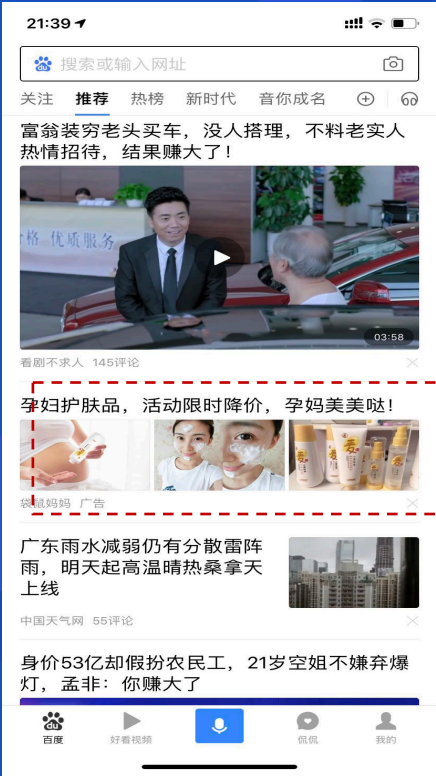 21:39
du 搜索或输入网址
关注 推荐 热榜 新时代 音你成名
富翁装穷老头买车，没人搭理，不料老实人
热情招待，结果赚大了！
格 优质服务
03:58
看剧不求人 145评论
孕妇护肤品，活动限时降价，孕妈美美哒！
袋鼠妈妈 广告
广东雨水减弱仍有分散雷阵
雨，明天起高温晴热桑拿天
上线
中国天气网 55评论
身价53亿却假扮农民工，21岁空姐不嫌弃爆
灯，孟非：你赚大了
百度 好看视频 侃侃 我的